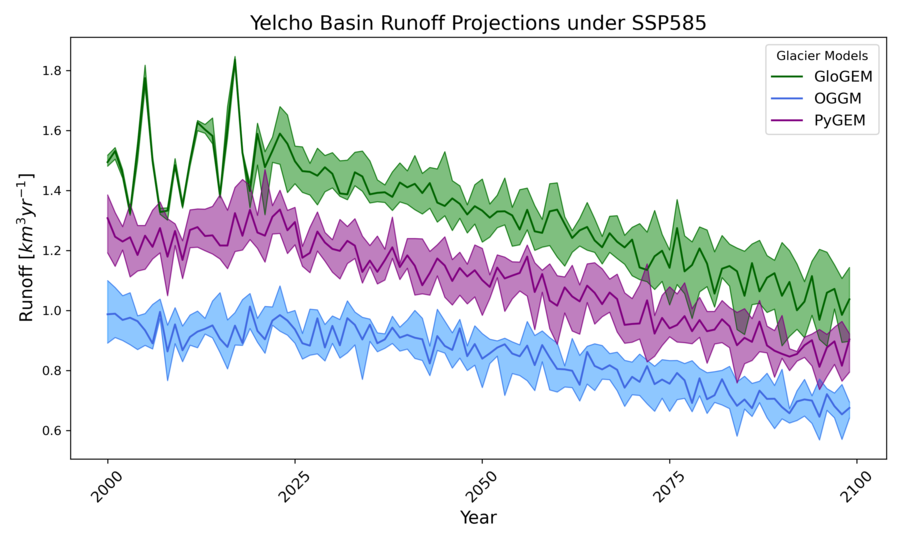 Yelcho Basin Runoff Projections under SSP585
Glacier Models
GloGEM
OGGM
PyGEM
Runoff [km³yr⁻¹]
1.8
1.6
1.4
1.2
1.0
0.8
0.6
2000
2025
2050
2075
2100
Year